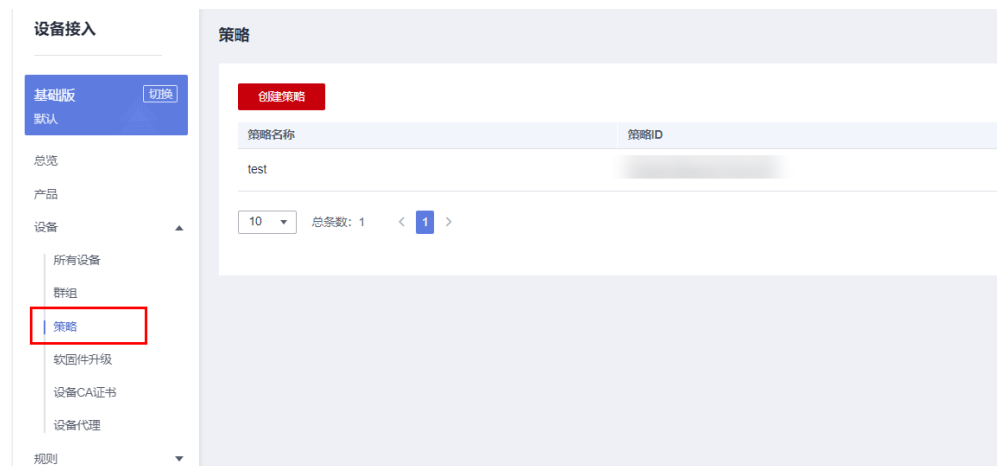 设备接入
基础版 切换
默认
总览
产品
设备
所有设备
群组
策略
软固件升级
设备CA证书
设备代理
规则
策略
创建策略
策略名称 策略ID
test
10 总条数：1 < 1 >